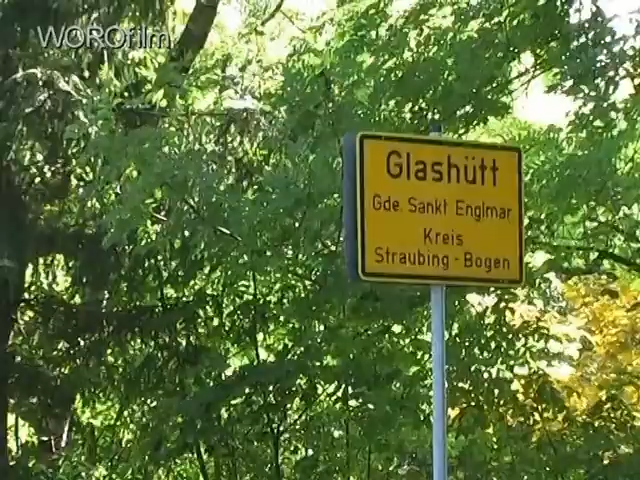 WOROfilm
Glashütt
Gde. Sankt Englmar
Kreis
Straubing - Bogen